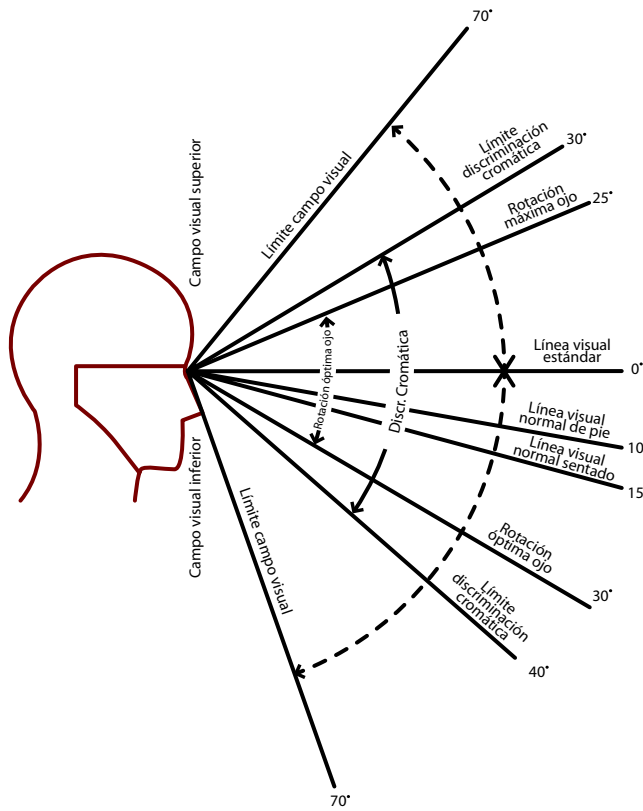 70°
Límite
discriminación
cromática
30°
Rotación
máxima ojo
25°
Campo visual superior
Límite campo visual
Línea visual
estándar
0°
Rotación óptima ojo
Discr. Cromática
Línea visual
normal de pie
10
Línea visual
normal sentado
15
Campo visual inferior
Límite campo visual
Rotación
óptima ojo
30°
Límite
discriminación
cromática
40°
70°